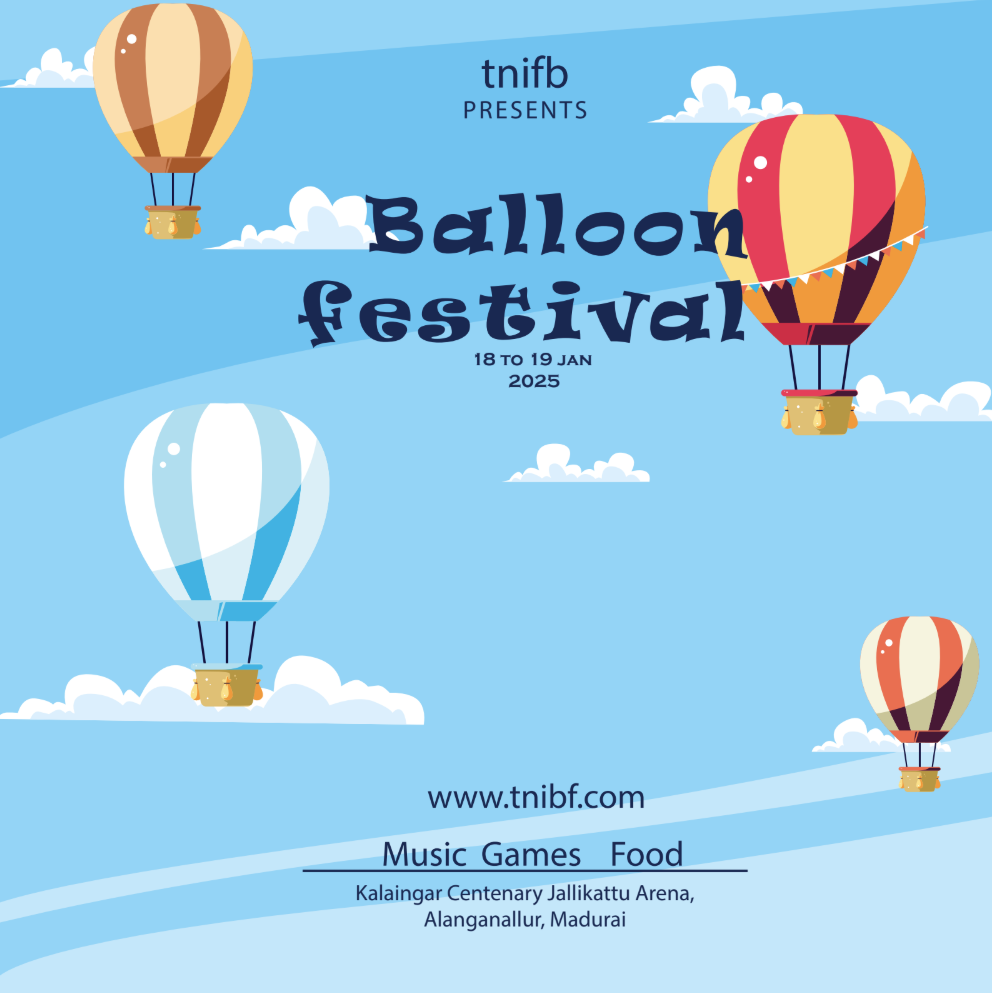 tnifb
PRESENTS
Balloon
festival
18 TO 19 JAN
2025
www.tnibf.com
Music Games Food
Kalaingar Centenary Jallikattu Arena,
Alanganallur, Madurai